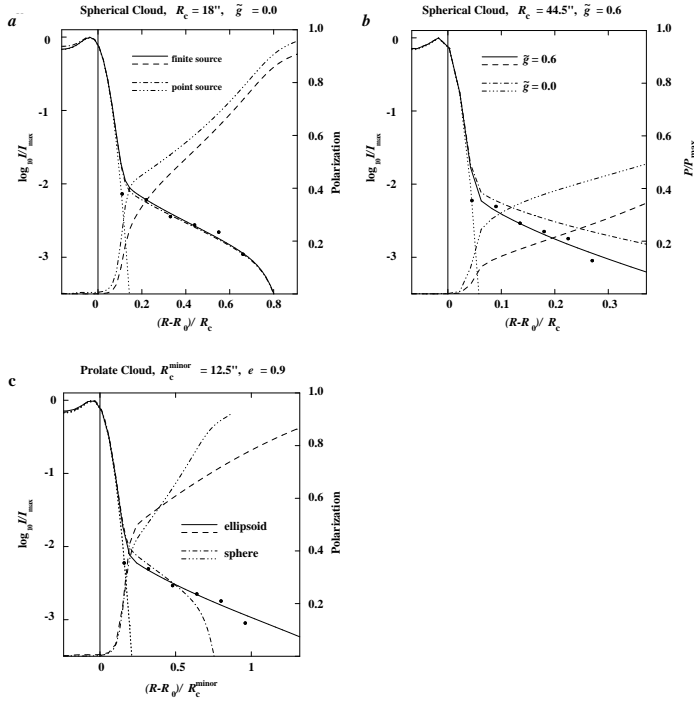 a
Spherical Cloud, R_c = 18", g̃ = 0.0
0
-1
-2
-3
log₁₀ I/I_max
1.0
0.8
0.6
0.4
0.2
Polarization
finite source
point source
0 0.2 0.4 0.6 0.8
(R-R_0)/ R_c
b
Spherical Cloud R_c = 44.5", g̃ = 0.6
0
-1
-2
-3
log₁₀ I/I_max
1.0
0.8
0.6
0.4
0.2
P/P_max
g̃ = 0.6
g̃ = 0.0
0 0.1 0.2 0.3
(R-R_0)/ R_c
c
Prolate Cloud, R_c^minor = 12.5", e = 0.9
0
-1
-2
-3
log₁₀ I/I_max
1.0
0.8
0.6
0.4
0.2
Polarization
ellipsoid
sphere
0 0.5 1
(R-R_0)/ R_c^minor